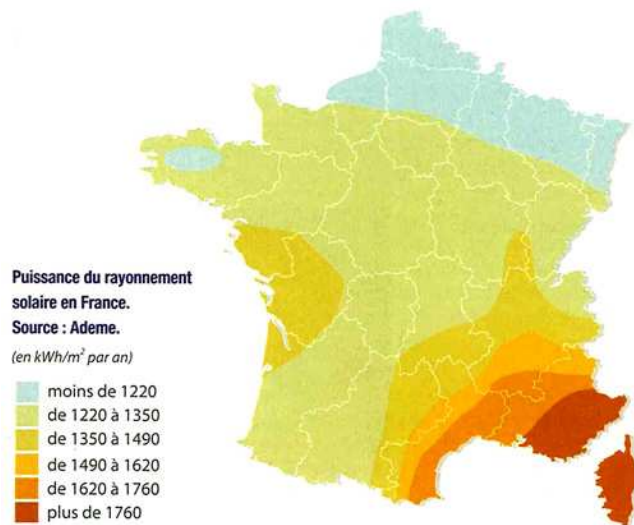 Puissance du rayonnement
solaire en France.
Source : Ademe.
(en kWh/m² par an)
moins de 1220
de 1220 à 1350
de 1350 à 1490
de 1490 à 1620
de 1620 à 1760
plus de 1760